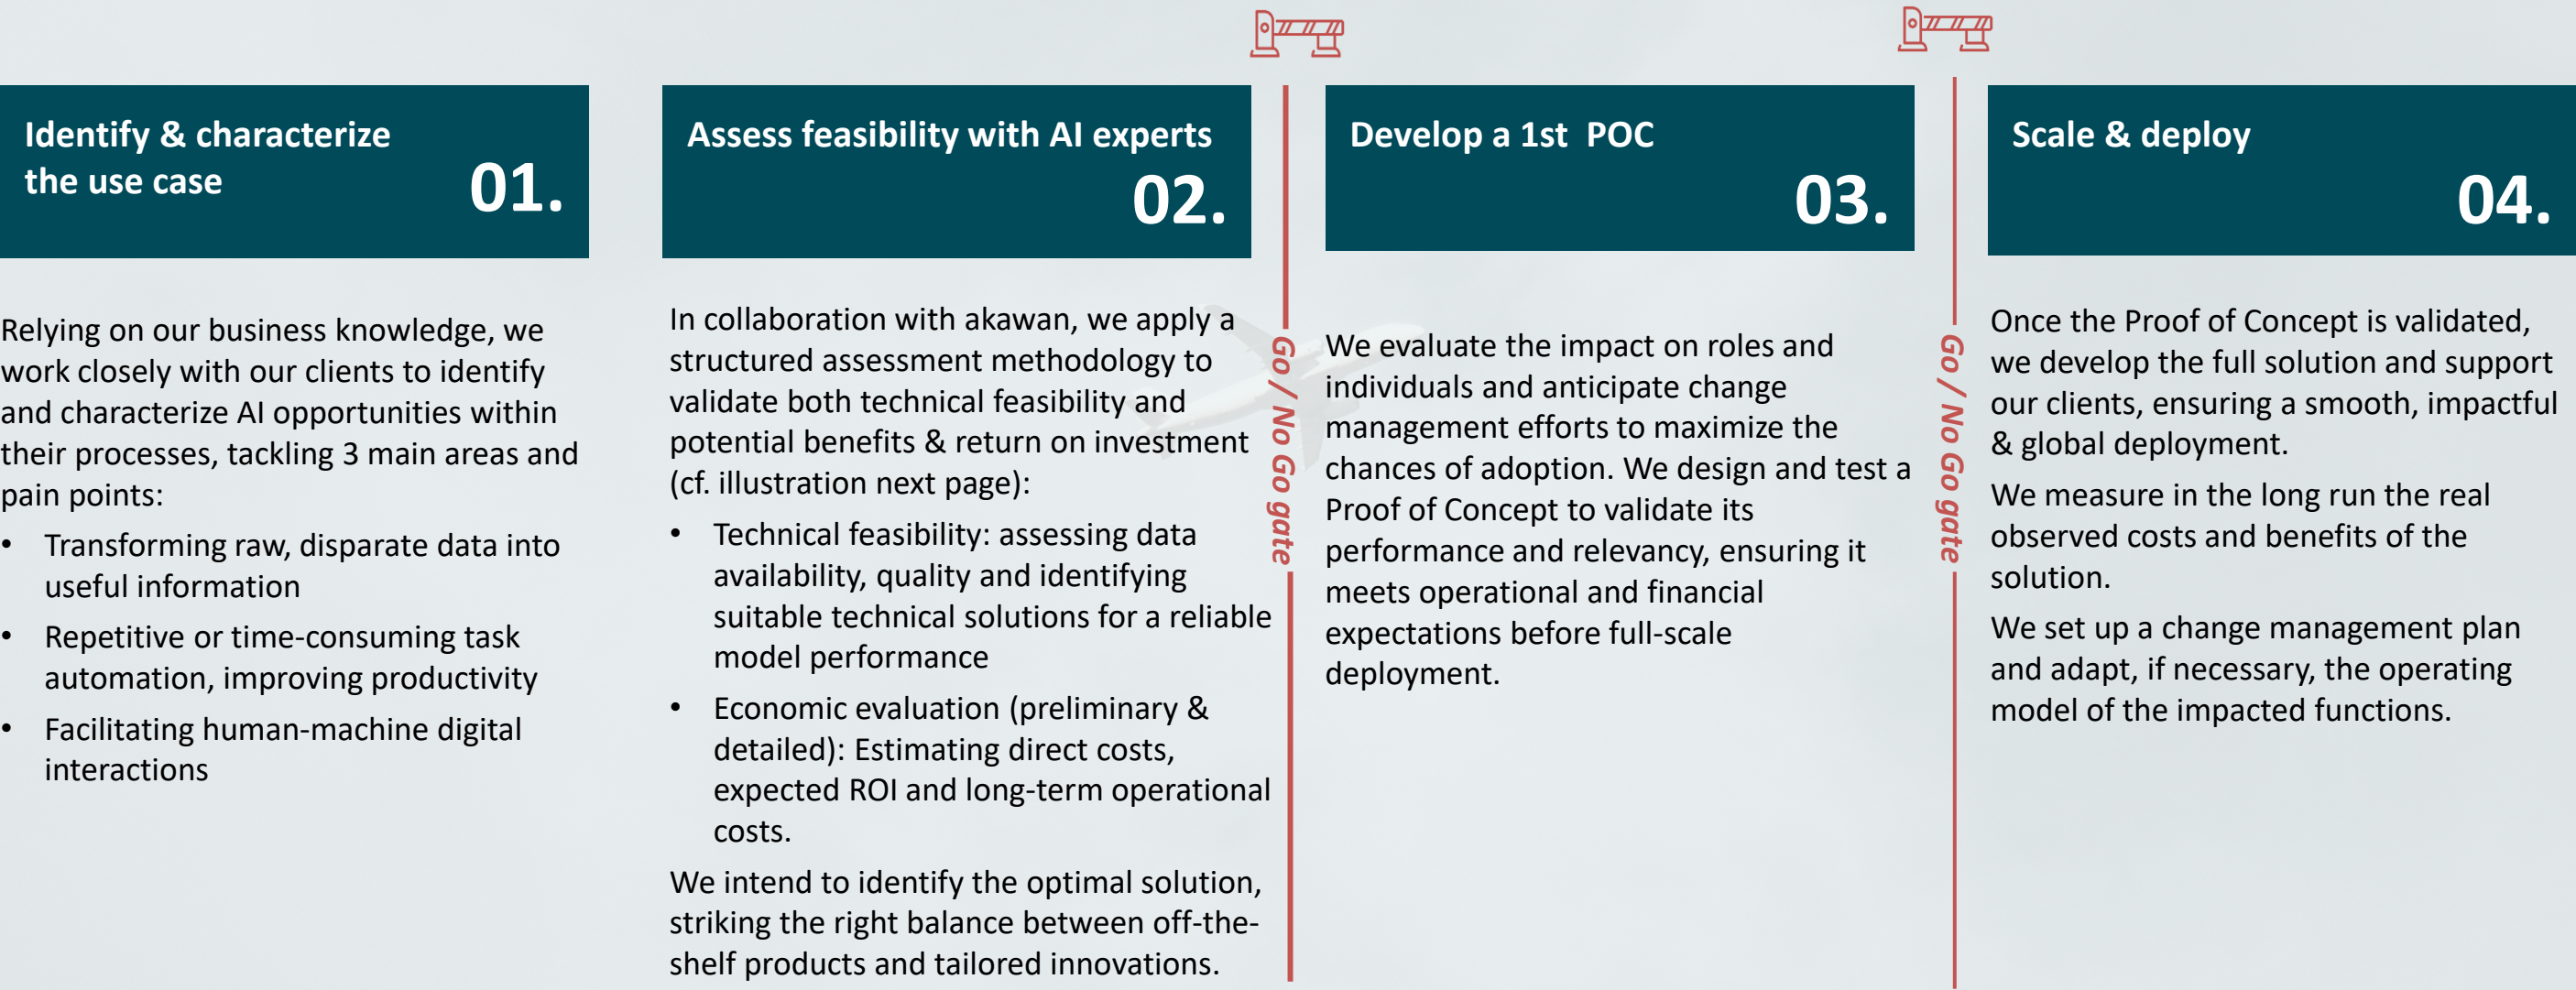 Identify & characterize
the use case
01.
Relying on our business knowledge, we
work closely with our clients to identify
and characterize AI opportunities within
their processes, tackling 3 main areas and
pain points:
• Transforming raw, disparate data into
useful information
• Repetitive or time-consuming task
automation, improving productivity
• Facilitating human-machine digital
interactions
Assess feasibility with AI experts
02.
In collaboration with akawan, we apply a
structured assessment methodology to
validate both technical feasibility and
potential benefits & return on investment
(cf. illustration next page):
• Technical feasibility: assessing data
availability, quality and identifying
suitable technical solutions for a reliable
model performance
• Economic evaluation (preliminary &
detailed): Estimating direct costs,
expected ROI and long-term operational
costs.
We intend to identify the optimal solution,
striking the right balance between off-the-
shelf products and tailored innovations.
Go / No Go gate
Develop a 1st  POC
03.
We evaluate the impact on roles and
individuals and anticipate change
management efforts to maximize the
chances of adoption. We design and test a
Proof of Concept to validate its
performance and relevancy, ensuring it
meets operational and financial
expectations before full-scale
deployment.
Go / No Go gate
Scale & deploy
04.
Once the Proof of Concept is validated,
we develop the full solution and support
our clients, ensuring a smooth, impactful
& global deployment.
We measure in the long run the real
observed costs and benefits of the
solution.
We set up a change management plan
and adapt, if necessary, the operating
model of the impacted functions.